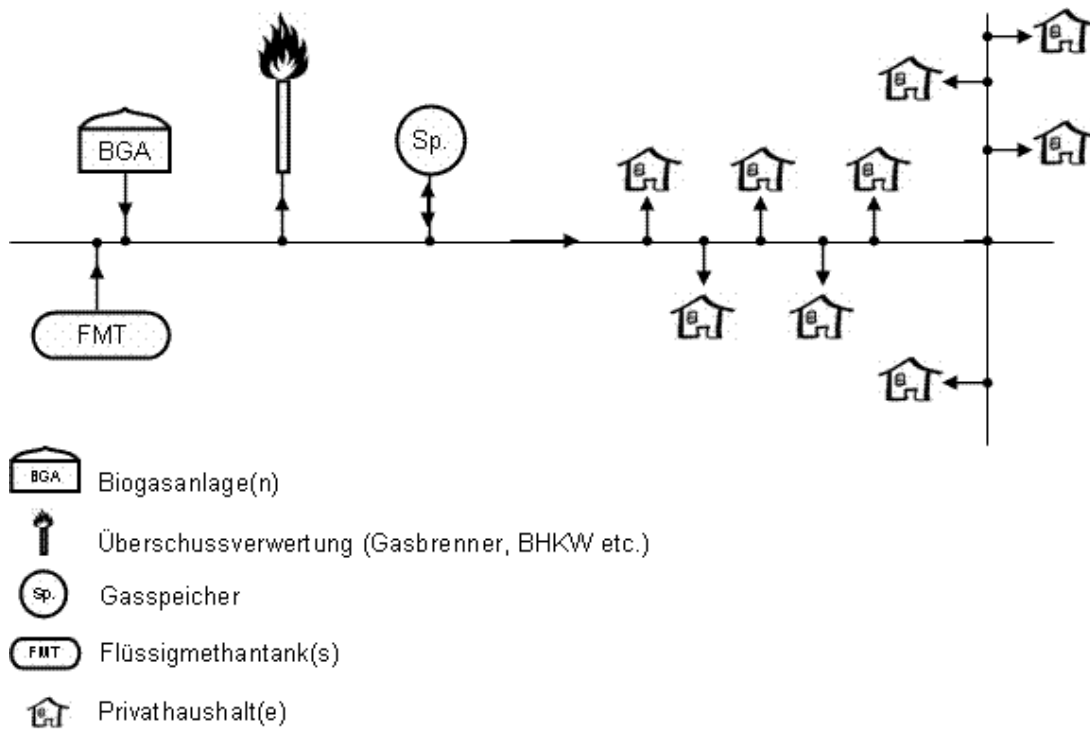 BGA
Sp.
FMT
BGA Biogasanlage(n)
Überschussverwertung (Gasbrenner, BHKW etc.)
Sp. Gasspeicher
FMT Flüssigmethantank(s)
Privathaushalt(e)